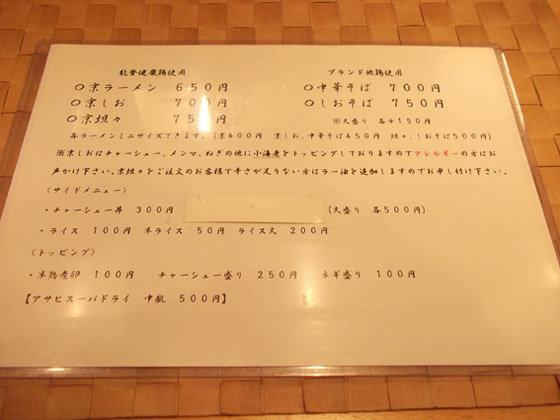 能登健康鶏使用　ブランド地鶏使用
○京ラーメン　650円　○中華そば　700円
○京しお　700円　○しおそば　750円
○京坦々　750円　※大盛り　各＋150円
各ラーメンミニサイズできます。（京400円　京しお、中華そば450円　坦々、しおそば500円）
※京しおはチャーシュー、メンマ、ねぎの他に小海老をトッピングしておりますのでアレルギーの方はお
声かけ下さい。京坦々をご注文のお客様で辛さが足りない方はラー油を追加しますのでお申し付け下さい。
〈サイドメニュー〉
・チャーシュー丼　300円　（大盛り　各500円）
・ライス　100円　半ライス　50円　ライス大　200円
〈トッピング〉
・半熟煮卵　100円　チャーシュー盛り　250円　ネギ盛り　100円
【アサヒスーパドライ　中瓶　500円】